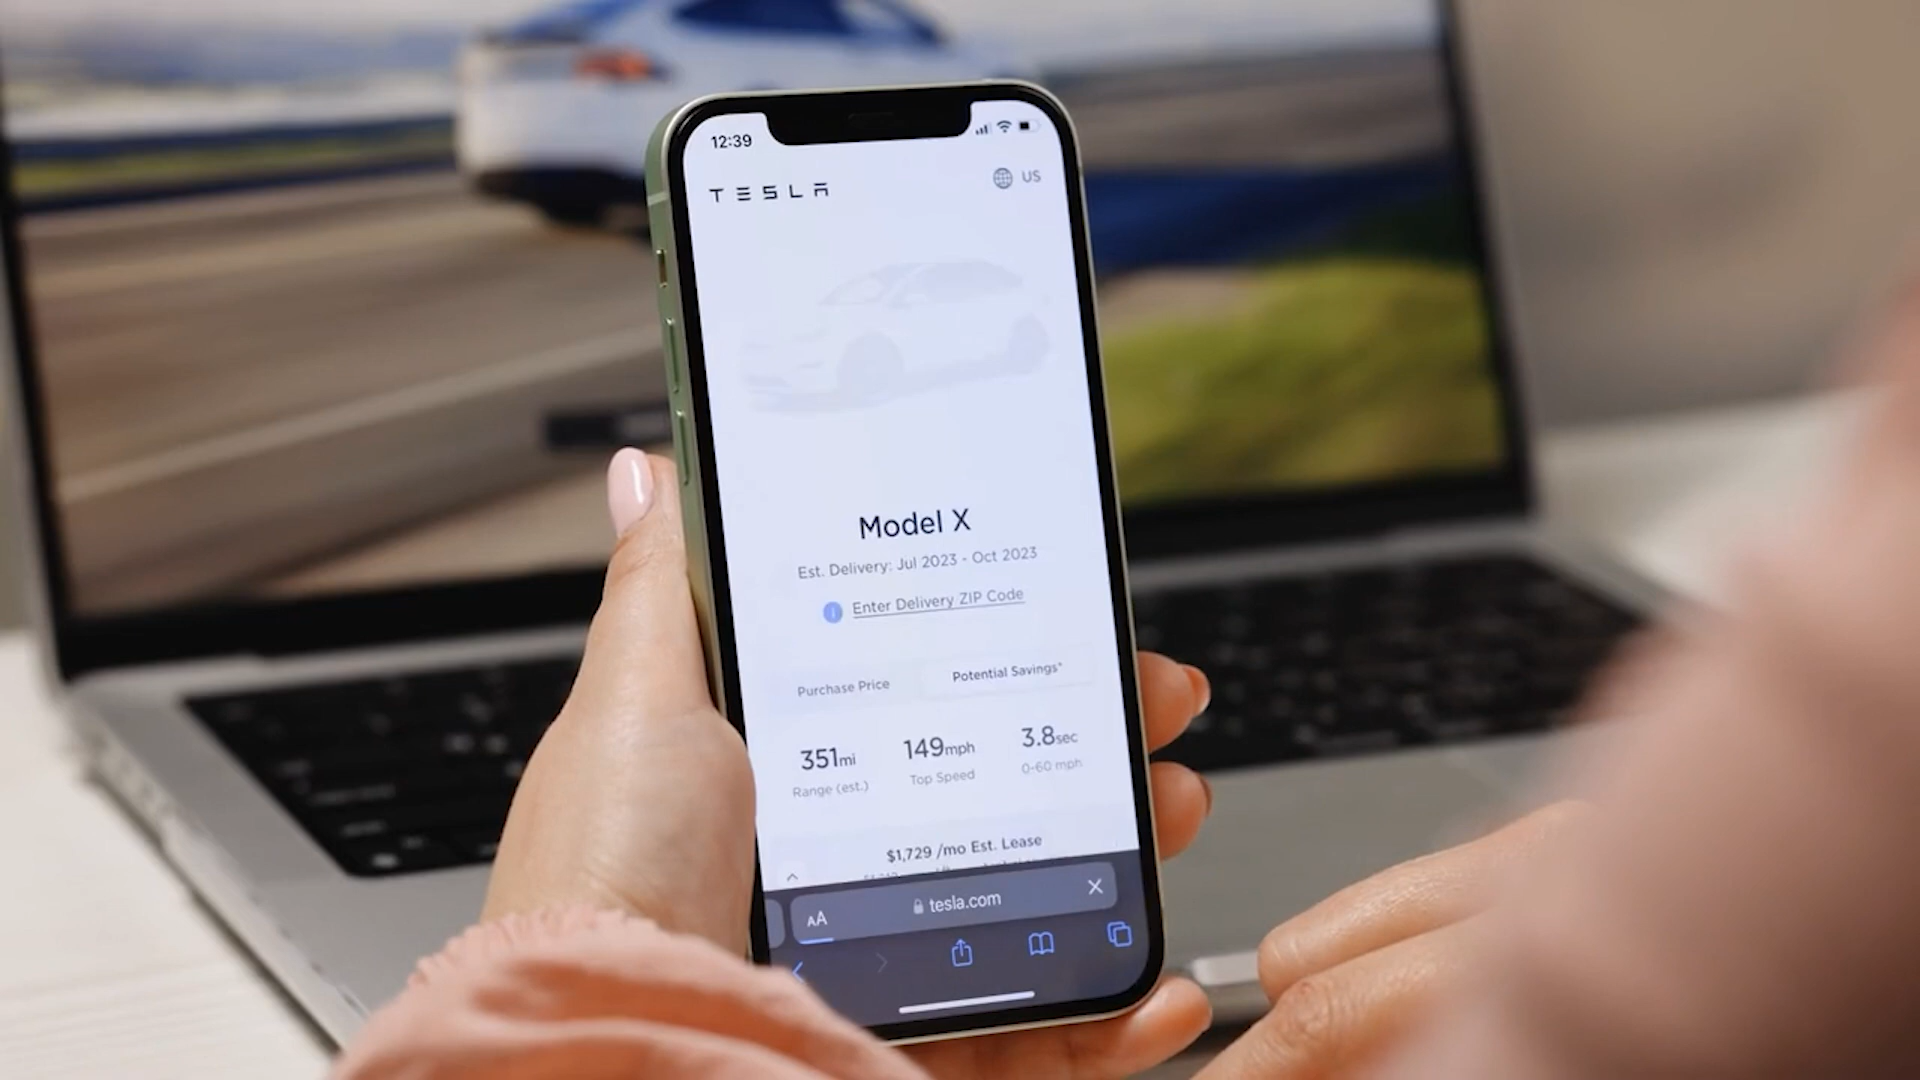 12:39
TESLA
US
Model X
Est. Delivery: Jul 2023 - Oct 2023
Enter Delivery ZIP Code
Purchase Price
Potential Savings*
351mi
149mph
3.8sec
Range (est.)
Top Speed
0-60 mph
$1,729 /mo Est. Lease
AA
tesla.com